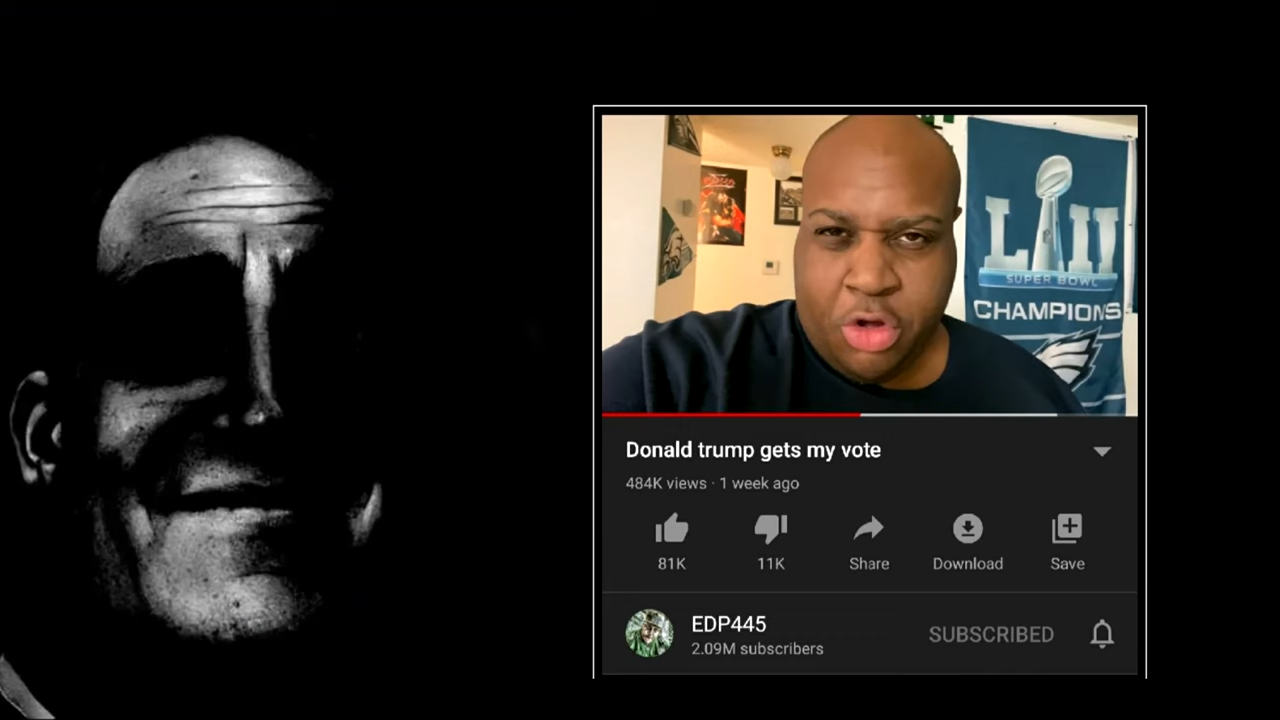 LII
SUPER BOWL
CHAMPIONS
Donald trump gets my vote
484K views · 1 week ago
81K
11K
Share
Download
Save
EDP445
2.09M subscribers
SUBSCRIBED